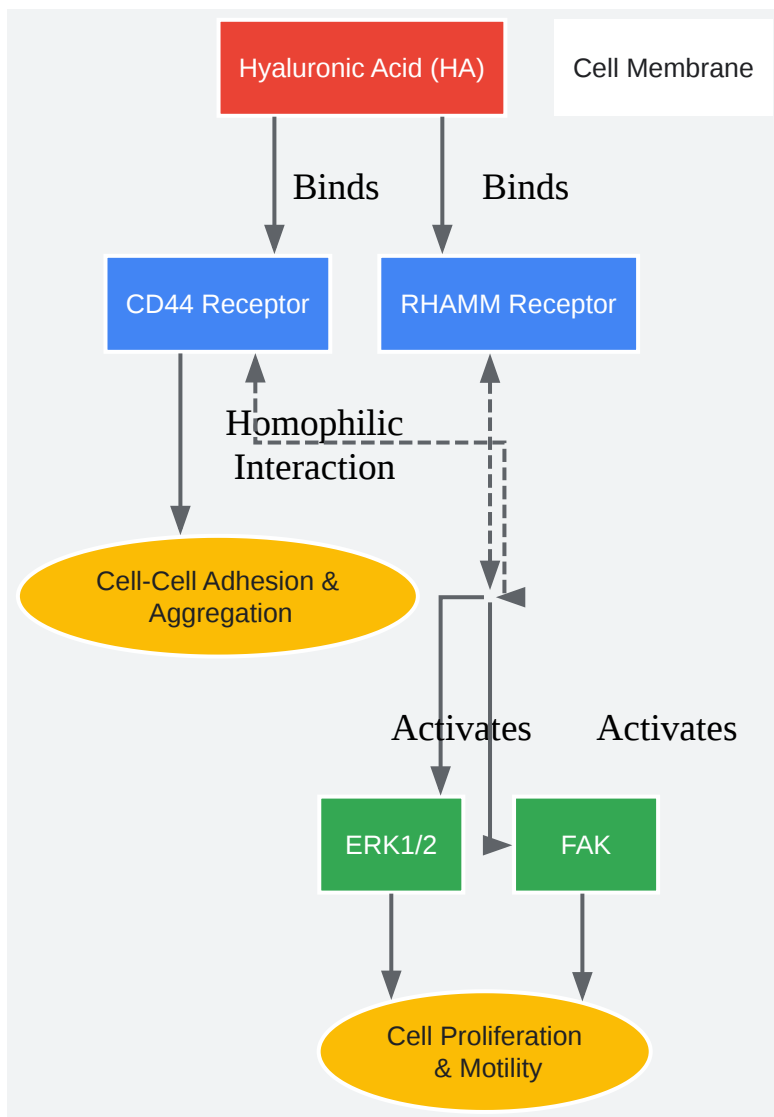 Hyaluronic Acid (HA)
Cell Membrane
Binds
Binds
CD44 Receptor
RHAMM Receptor
Homophilic
Interaction
Cell-Cell Adhesion &
Aggregation
Activates
Activates
ERK1/2
FAK
Cell Proliferation
& Motility